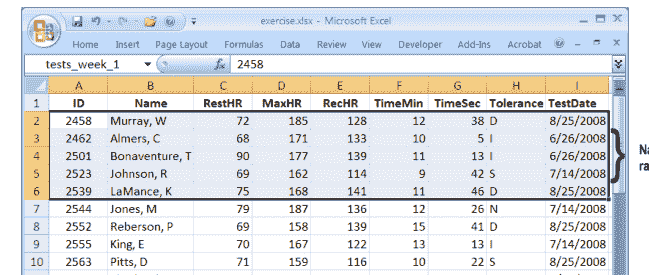 exercise.xlsx - Microsoft Excel
Home Insert Page Layout Formulas Data Review View Developer Add-Ins Acrobat
tests_week_1 fx 2458
A B C D E F G H I
1 ID Name RestHR MaxHR RecHR TimeMin TimeSec Tolerance TestDate
2 2458 Murray, W 72 185 128 12 38 D 8/25/2008
3 2462 Almers, C 68 171 133 10 5 I 6/26/2008
4 2501 Bonaventure, T 90 177 139 11 13 I 6/26/2008
5 2523 Johnson, R 69 162 114 9 42 S 7/14/2008
6 2539 LaMance, K 75 168 141 11 46 D 8/25/2008
7 2544 Jones, M 79 187 136 12 26 N 7/14/2008
8 2552 Reberson, P 69 158 139 15 41 D 8/25/2008
9 2555 King, E 70 167 122 13 13 I 7/14/2008
10 2563 Pitts, D 71 159 116 10 22 S 8/25/2008
Na
ra